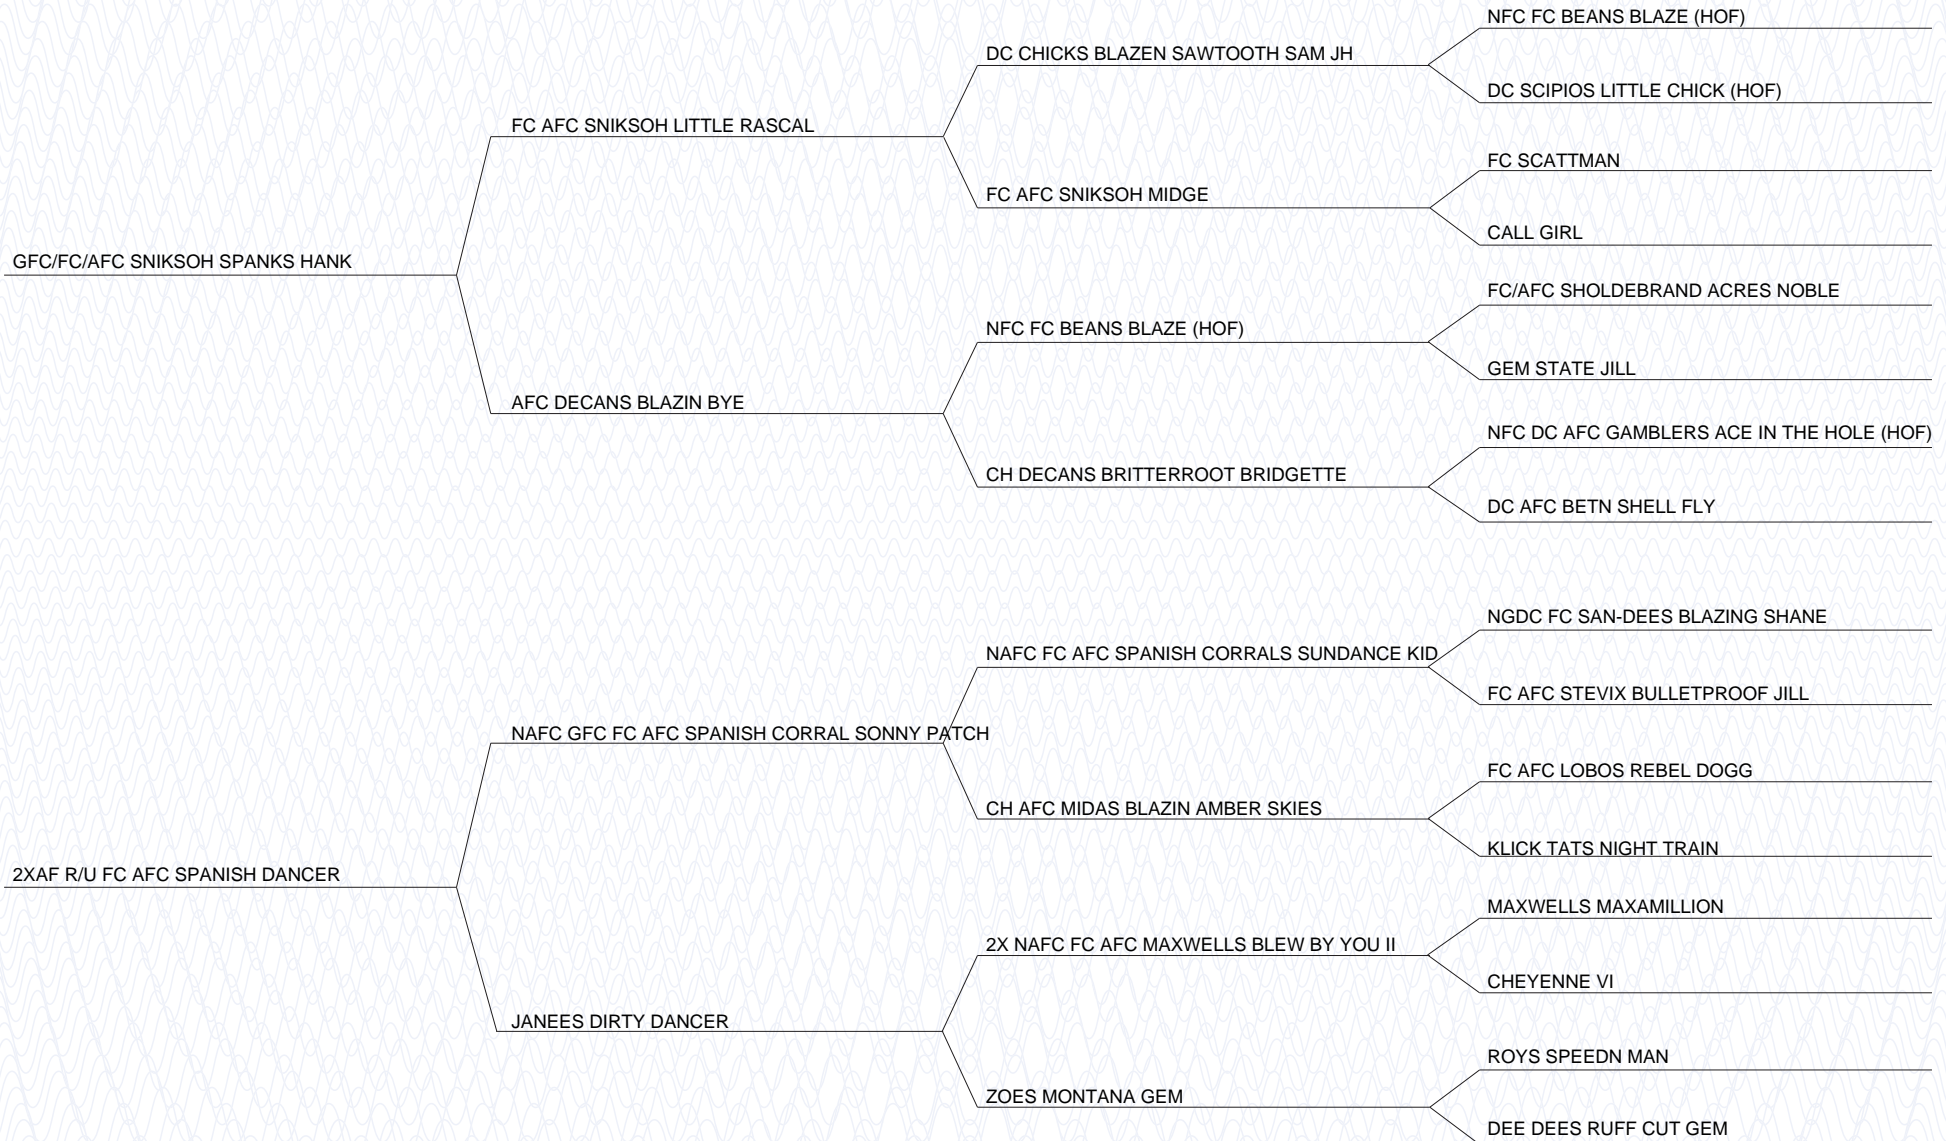 NFC FC BEANS BLAZE (HOF)
DC CHICKS BLAZEN SAWTOOTH SAM JH
DC SCIPIOS LITTLE CHICK (HOF)
FC AFC SNIKSOH LITTLE RASCAL
FC SCATTMAN
FC AFC SNIKSOH MIDGE
CALL GIRL
GFC/FC/AFC SNIKSOH SPANKS HANK
FC/AFC SHOLDEBRAND ACRES NOBLE
NFC FC BEANS BLAZE (HOF)
GEM STATE JILL
AFC DECANS BLAZIN BYE
NFC DC AFC GAMBLERS ACE IN THE HOLE (HOF)
CH DECANS BRITTERROOT BRIDGETTE
DC AFC BETN SHELL FLY
NGDC FC SAN-DEES BLAZING SHANE
NAFC FC AFC SPANISH CORRALS SUNDANCE KID
FC AFC STEVIX BULLETPROOF JILL
NAFC GFC FC AFC SPANISH CORRAL SONNY PATCH
FC AFC LOBOS REBEL DOGG
CH AFC MIDAS BLAZIN AMBER SKIES
KLICK TATS NIGHT TRAIN
2XAF R/U FC AFC SPANISH DANCER
MAXWELLS MAXAMILLION
2X NAFC FC AFC MAXWELLS BLEW BY YOU II
CHEYENNE VI
JANEES DIRTY DANCER
ROYS SPEEDN MAN
ZOES MONTANA GEM
DEE DEES RUFF CUT GEM